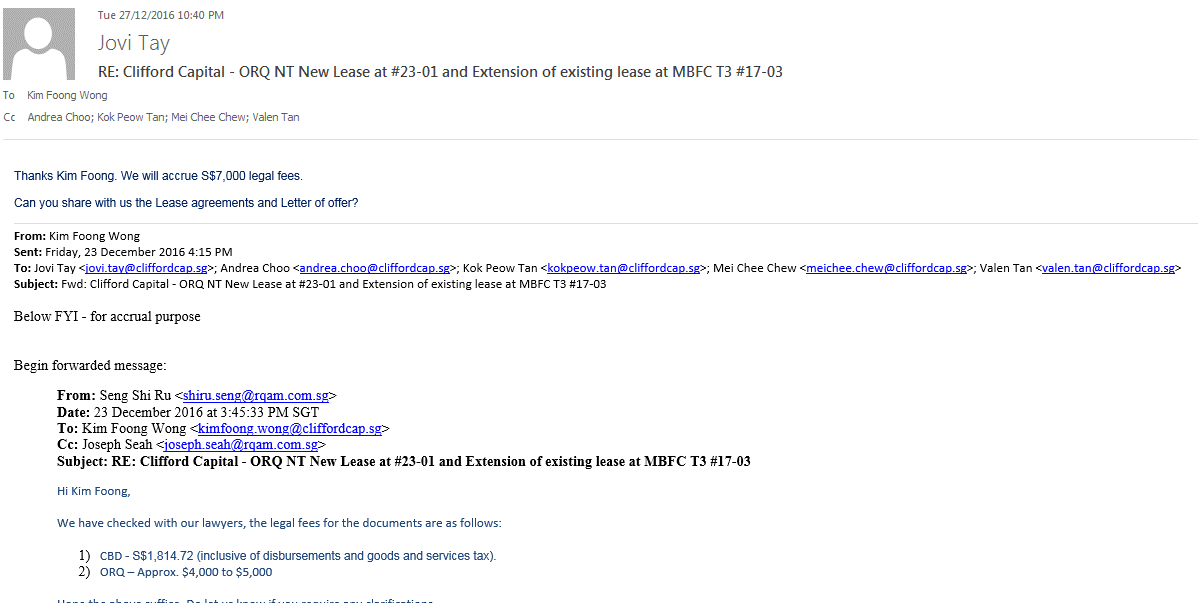 Tue 27/12/2016 10:40 PM
Jovi Tay
RE: Clifford Capital - ORQ NT New Lease at #23-01 and Extension of existing lease at MBFC T3 #17-03
To Kim Foong Wong
Cc Andrea Choo; Kok Peow Tan; Mei Chee Chew; Valen Tan
Thanks Kim Foong. We will accrue S$7,000 legal fees.
Can you share with us the Lease agreements and Letter of offer?
From: Kim Foong Wong
Sent: Friday, 23 December 2016 4:15 PM
To: Jovi Tay <jovi.tay@cliffordcap.sg>; Andrea Choo <andrea.choo@cliffordcap.sg>; Kok Peow Tan <kokpeow.tan@cliffordcap.sg>; Mei Chee Chew <meichee.chew@cliffordcap.sg>; Valen Tan <valen.tan@cliffordcap.sg>
Subject: Fwd: Clifford Capital - ORQ NT New Lease at #23-01 and Extension of existing lease at MBFC T3 #17-03
Below FYI - for accrual purpose
Begin forwarded message:
From: Seng Shi Ru <shiru.seng@rqam.com.sg>
Date: 23 December 2016 at 3:45:33 PM SGT
To: Kim Foong Wong <kimfoong.wong@cliffordcap.sg>
Cc: Joseph Seah <joseph.seah@rqam.com.sg>
Subject: RE: Clifford Capital - ORQ NT New Lease at #23-01 and Extension of existing lease at MBFC T3 #17-03
Hi Kim Foong,
We have checked with our lawyers, the legal fees for the documents are as follows:
1) CBD - S$1,814.72 (inclusive of disbursements and goods and services tax).
2) ORQ – Approx. $4,000 to $5,000